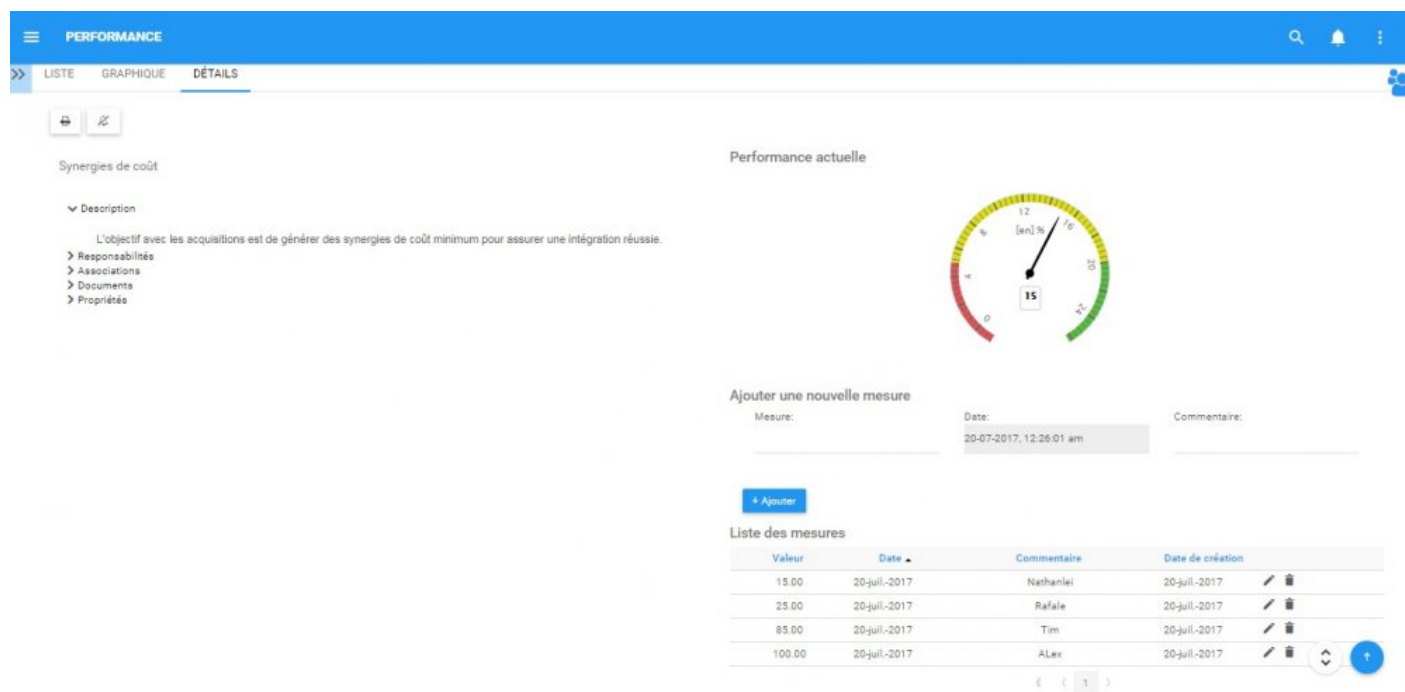 PERFORMANCE
LISTE GRAPHIQUE DÉTAILS
Synergies de coût
Description
L'objectif avec les acquisitions est de générer des synergies de coût minimum pour assurer une intégration réussie.
Responsabilités
Associations
Documents
Propriétés
Performance actuelle
0 4 8 12 16 20 24
[en] %
15
Ajouter une nouvelle mesure
Mesure: Date: Commentaire:
20-07-2017, 12:26:01 am
+ Ajouter
Liste des mesures
Valeur Date Commentaire Date de création
15.00 20-juil.-2017 Nathanlei 20-juil.-2017
25.00 20-juil.-2017 Rafale 20-juil.-2017
85.00 20-juil.-2017 Tim 20-juil.-2017
100.00 20-juil.-2017 ALex 20-juil.-2017
1